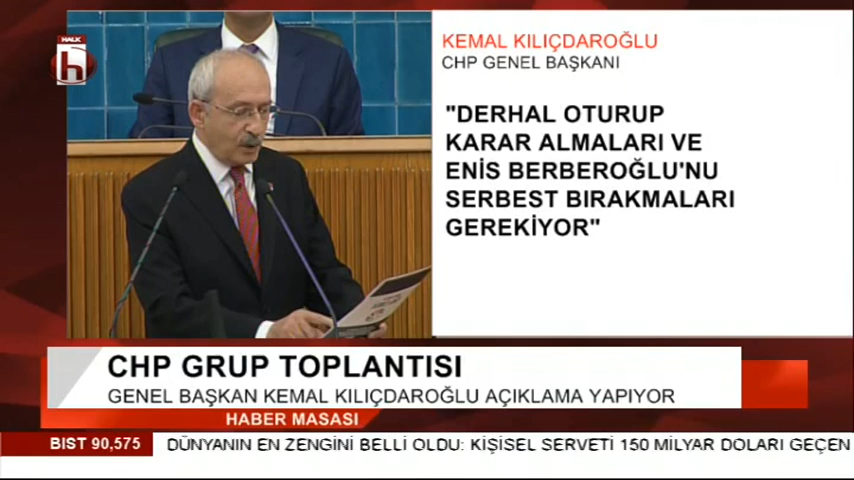 HALK
h
KEMAL KILIÇDAROĞLU
CHP GENEL BAŞKANI
"DERHAL OTURUP
KARAR ALMALARI VE
ENİS BERBEROĞLU'NU
SERBEST BIRAKMALARI
GEREKİYOR"
CHP GRUP TOPLANTISI
GENEL BAŞKAN KEMAL KILIÇDAROĞLU AÇIKLAMA YAPIYOR
HABER MASASI
BIST 90,575 DÜNYANIN EN ZENGİNİ BELLİ OLDU: KİŞİSEL SERVETİ 150 MİLYAR DOLARI GEÇEN